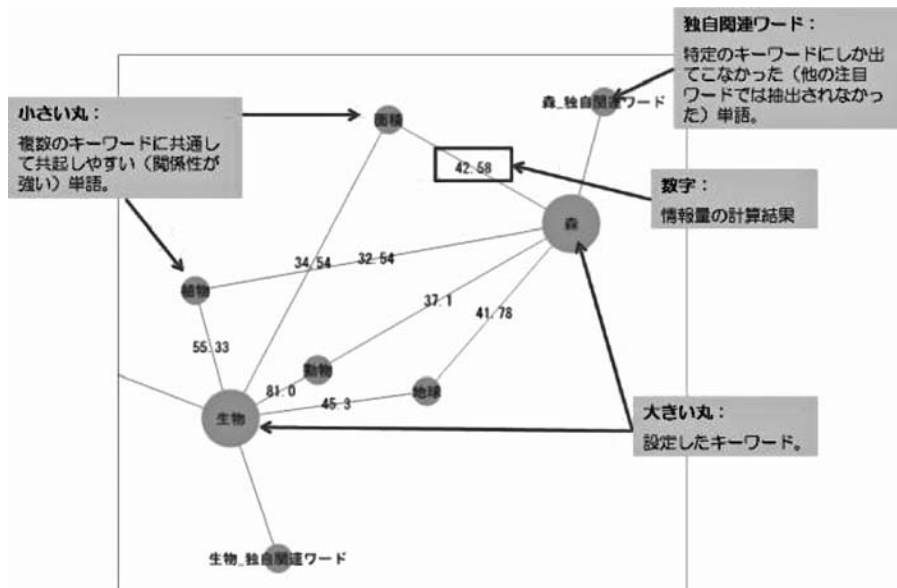 独自関連ワード：
特定のキーワードにしか出
てこなかった（他の注目
ワードでは抽出されなかっ
た）単語。
小さい丸：
複数のキーワードに共通し
て共起しやすい（関係性が
強い）単語。
森_独自関連ワード
面積
42.58
数字：
情報量の計算結果
森
34.54
32.54
植物
37.1
41.78
55.33
動物
81.0
地球
45.3
生物
大きい丸：
設定したキーワード。
生物_独自関連ワード